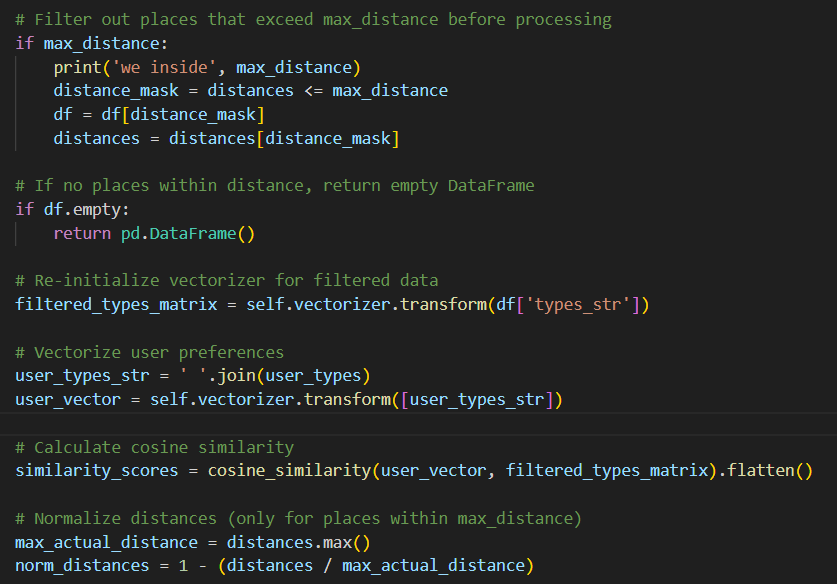 # Filter out places that exceed max_distance before processing
if max_distance:
    print('we inside', max_distance)
    distance_mask = distances <= max_distance
    df = df[distance_mask]
    distances = distances[distance_mask]

# If no places within distance, return empty DataFrame
if df.empty:
    return pd.DataFrame()

# Re-initialize vectorizer for filtered data
filtered_types_matrix = self.vectorizer.transform(df['types_str'])

# Vectorize user preferences
user_types_str = ' '.join(user_types)
user_vector = self.vectorizer.transform([user_types_str])

# Calculate cosine similarity
similarity_scores = cosine_similarity(user_vector, filtered_types_matrix).flatten()

# Normalize distances (only for places within max_distance)
max_actual_distance = distances.max()
norm_distances = 1 - (distances / max_actual_distance)